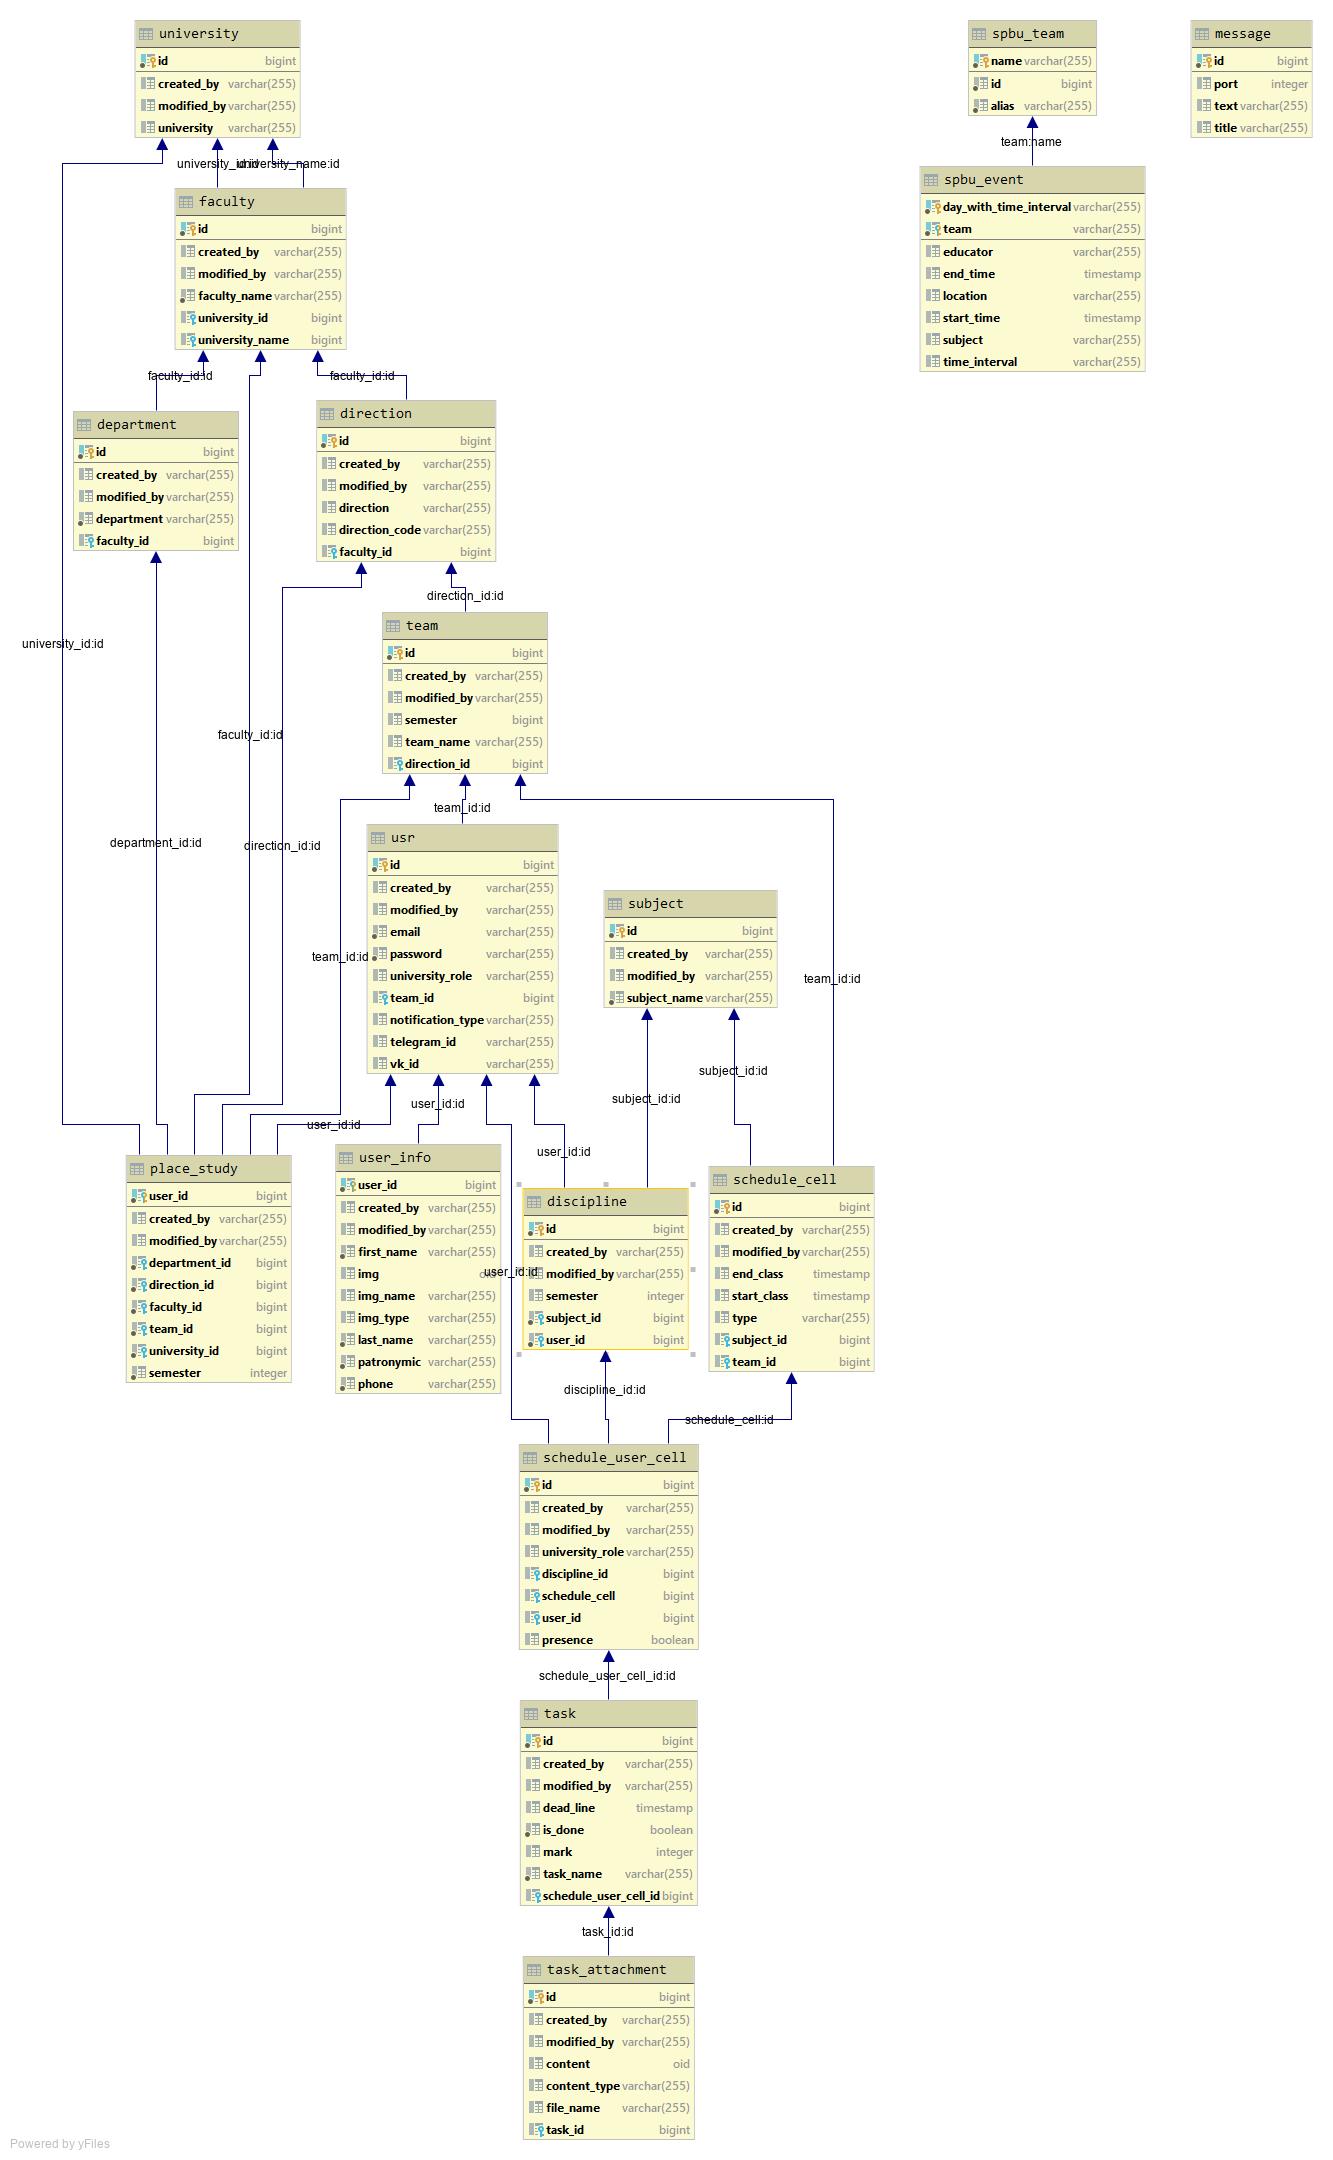 university
id bigint
created_by varchar(255)
modified_by varchar(255)
university varchar(255)
university_id:id
university_name:id
faculty
id bigint
created_by varchar(255)
modified_by varchar(255)
faculty_name varchar(255)
university_id bigint
university_name bigint
faculty_id:id
faculty_id:id
department
id bigint
created_by varchar(255)
modified_by varchar(255)
department varchar(255)
faculty_id bigint
direction
id bigint
created_by varchar(255)
modified_by varchar(255)
direction varchar(255)
direction_code varchar(255)
faculty_id bigint
direction_id:id
university_id:id
team
id bigint
created_by varchar(255)
modified_by varchar(255)
semester bigint
team_name varchar(255)
direction_id bigint
faculty_id:id
team_id:id
department_id:id
direction_id:id
usr
id bigint
created_by varchar(255)
modified_by varchar(255)
email varchar(255)
password varchar(255)
university_role varchar(255)
team_id bigint
notification_type varchar(255)
telegram_id varchar(255)
vk_id varchar(255)
team_id:id
subject
id bigint
created_by varchar(255)
modified_by varchar(255)
subject_name varchar(255)
team_id:id
subject_id:id
subject_id:id
user_id:id
user_id:id
user_id:id
place_study
user_id bigint
created_by varchar(255)
modified_by varchar(255)
department_id bigint
direction_id bigint
faculty_id bigint
team_id bigint
university_id bigint
semester integer
user_info
user_id bigint
created_by varchar(255)
modified_by varchar(255)
first_name varchar(255)
img oid
img_name varchar(255)
img_type varchar(255)
last_name varchar(255)
patronymic varchar(255)
phone varchar(255)
user_id:id
discipline
id bigint
created_by varchar(255)
modified_by varchar(255)
semester integer
subject_id bigint
user_id bigint
schedule_cell
id bigint
created_by varchar(255)
modified_by varchar(255)
end_class timestamp
start_class timestamp
type varchar(255)
subject_id bigint
team_id bigint
discipline_id:id
schedule_cell:id
schedule_user_cell
id bigint
created_by varchar(255)
modified_by varchar(255)
university_role varchar(255)
discipline_id bigint
schedule_cell bigint
user_id bigint
presence boolean
schedule_user_cell_id:id
task
id bigint
created_by varchar(255)
modified_by varchar(255)
dead_line timestamp
is_done boolean
mark integer
task_name varchar(255)
schedule_user_cell_id bigint
task_id:id
task_attachment
id bigint
created_by varchar(255)
modified_by varchar(255)
content oid
content_type varchar(255)
file_name varchar(255)
task_id bigint
spbu_team
name varchar(255)
id bigint
alias varchar(255)
team:name
spbu_event
day_with_time_interval varchar(255)
team varchar(255)
educator varchar(255)
end_time timestamp
location varchar(255)
start_time timestamp
subject varchar(255)
time_interval varchar(255)
message
id bigint
port integer
text varchar(255)
title varchar(255)
Powered by yFiles